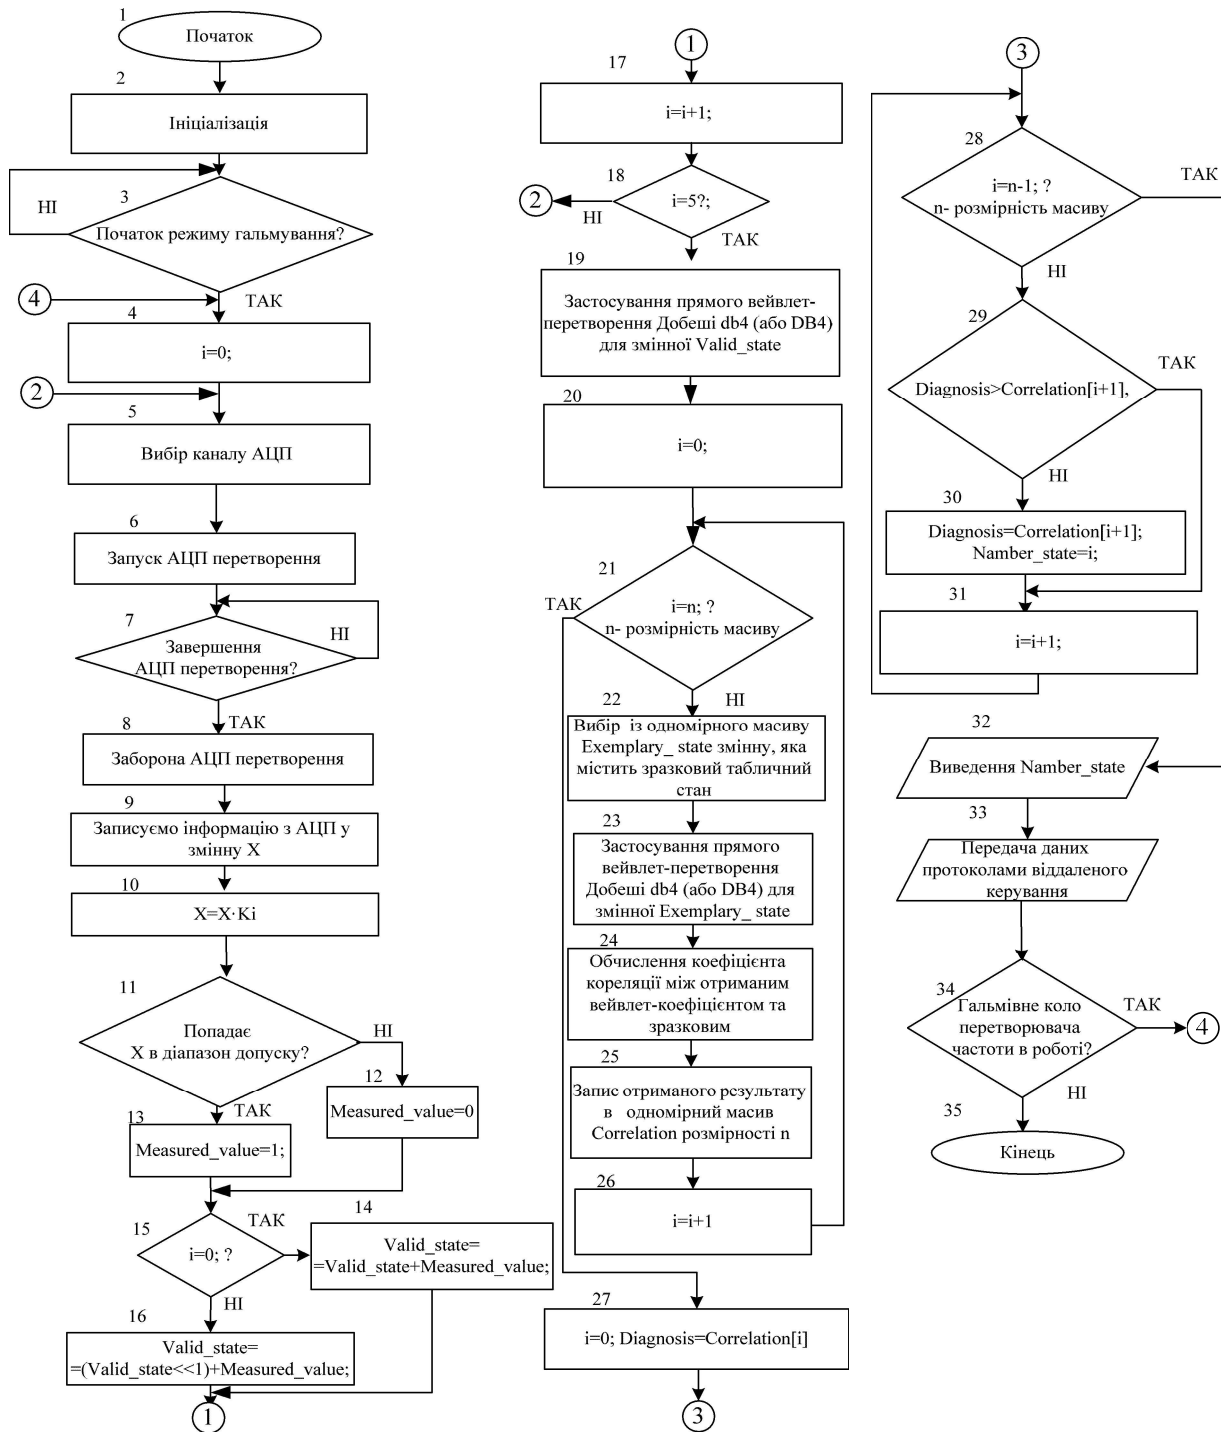 1
Початок
2
Ініціалізація
3
НІ
Початок режиму гальмування?
4
ТАК
4
i=0;
2
5
Вибір каналу АЦП
6
Запуск АЦП перетворення
7
НІ
Завершення
АЦП перетворення?
8
ТАК
Заборона АЦП перетворення
9
Записуємо інформацію з АЦП у
змінну X
10
X=X·Ki
11
Попадає
X в діапазон допуску?
НІ
12
Measured_value=0
13
ТАК
Measured_value=1;
15
ТАК
i=0; ?
14
Valid_state=
=Valid_state+Measured_value;
НІ
16
Valid_state=
=(Valid_state<<1)+Measured_value;
1
1
17
i=i+1;
18
i=5?;
2
НІ
ТАК
19
Застосування прямого вейвлет-
перетворення Добеші db4 (або DB4)
для змінної Valid_state
20
i=0;
21
ТАК
i=n; ?
n- розмірність масиву
НІ
22
Вибір із одномірного масиву
Exemplary_ state змінну, яка
містить зразковий табличний
стан
23
Застосування прямого
вейвлет-перетворення
Добеші db4 (або DB4) для
змінної Exemplary_ state
24
Обчислення коефіцієнта
кореляції між отриманим
вейвлет-коефіцієнтом та
зразковим
25
Запис отриманого результату
в одномірний масив
Correlation розмірності n
26
i=i+1
27
i=0; Diagnosis=Correlation[i]
3
3
28
ТАК
i=n-1; ?
n- розмірність масиву
НІ
29
ТАК
Diagnosis>Correlation[i+1],
НІ
30
Diagnosis=Correlation[i+1];
Namber_state=i;
31
i=i+1;
32
Виведення Namber_state
33
Передача даних
протоколами віддаленого
керування
34
Гальмівне коло
перетворювача
частоти в роботі?
ТАК
4
НІ
35
Кінець